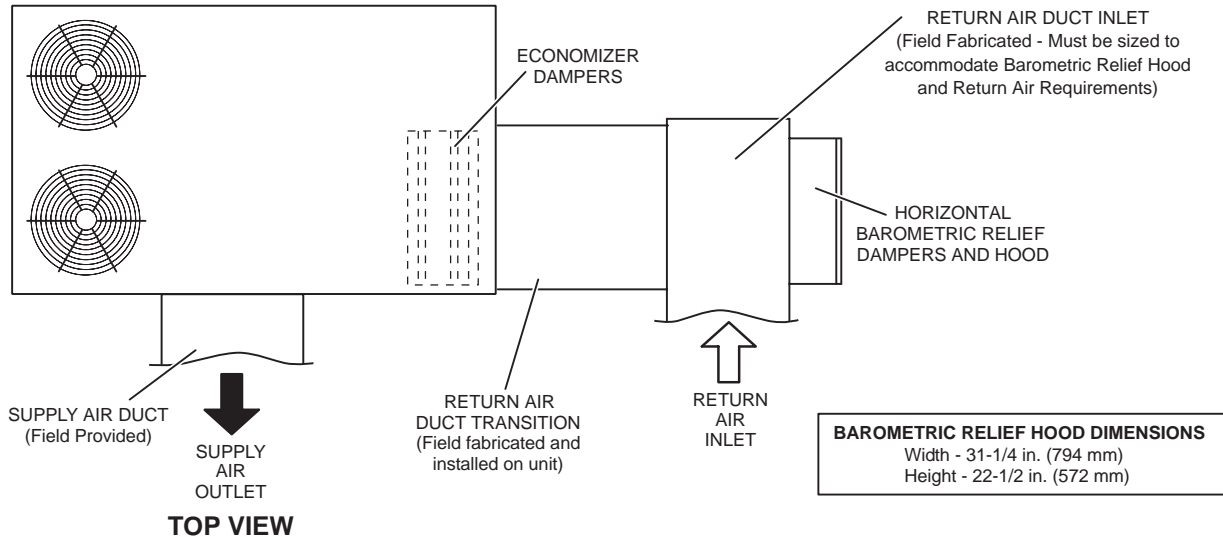 ECONOMIZER
DAMPERS
RETURN AIR DUCT INLET
(Field Fabricated - Must be sized to
accommodate Barometric Relief Hood
and Return Air Requirements)
HORIZONTAL
BAROMETRIC RELIEF
DAMPERS AND HOOD
SUPPLY AIR DUCT
(Field Provided)
SUPPLY
AIR
OUTLET
RETURN AIR
DUCT TRANSITION
(Field fabricated and
installed on unit)
RETURN
AIR
INLET
BAROMETRIC RELIEF HOOD DIMENSIONS
Width - 31-1/4 in. (794 mm)
Height - 22-1/2 in. (572 mm)
TOP VIEW